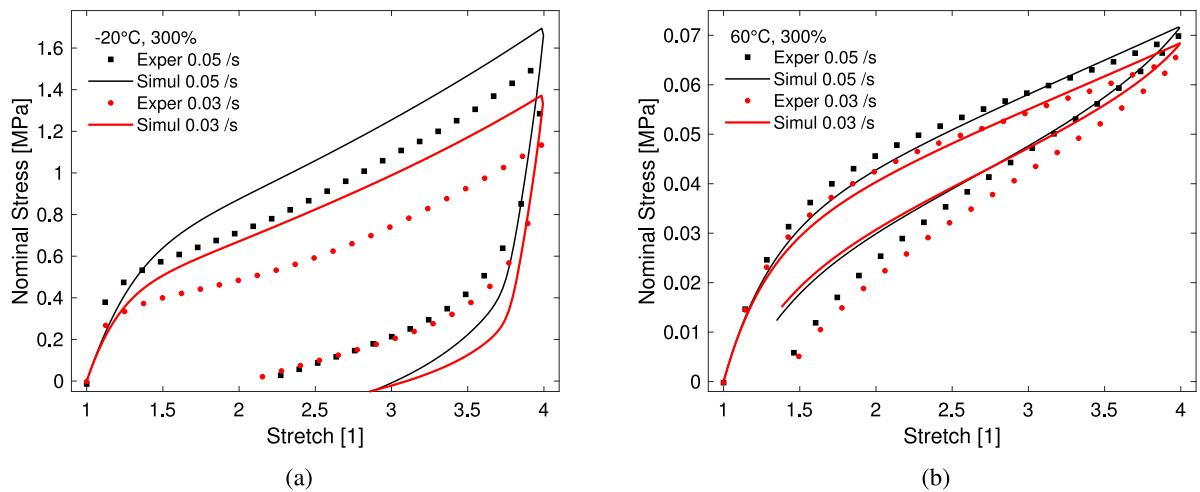 -20°C, 300%
Exper 0.05 /s
Simul 0.05 /s
Exper 0.03 /s
Simul 0.03 /s
Nominal Stress [MPa]
1.6
1.4
1.2
1
0.8
0.6
0.4
0.2
0
1 1.5 2 2.5 3 3.5 4
Stretch [1]
(a)
60°C, 300%
Exper 0.05 /s
Simul 0.05 /s
Exper 0.03 /s
Simul 0.03 /s
Nominal Stress [MPa]
0.07
0.06
0.05
0.04
0.03
0.02
0.01
0
1 1.5 2 2.5 3 3.5 4
Stretch [1]
(b)